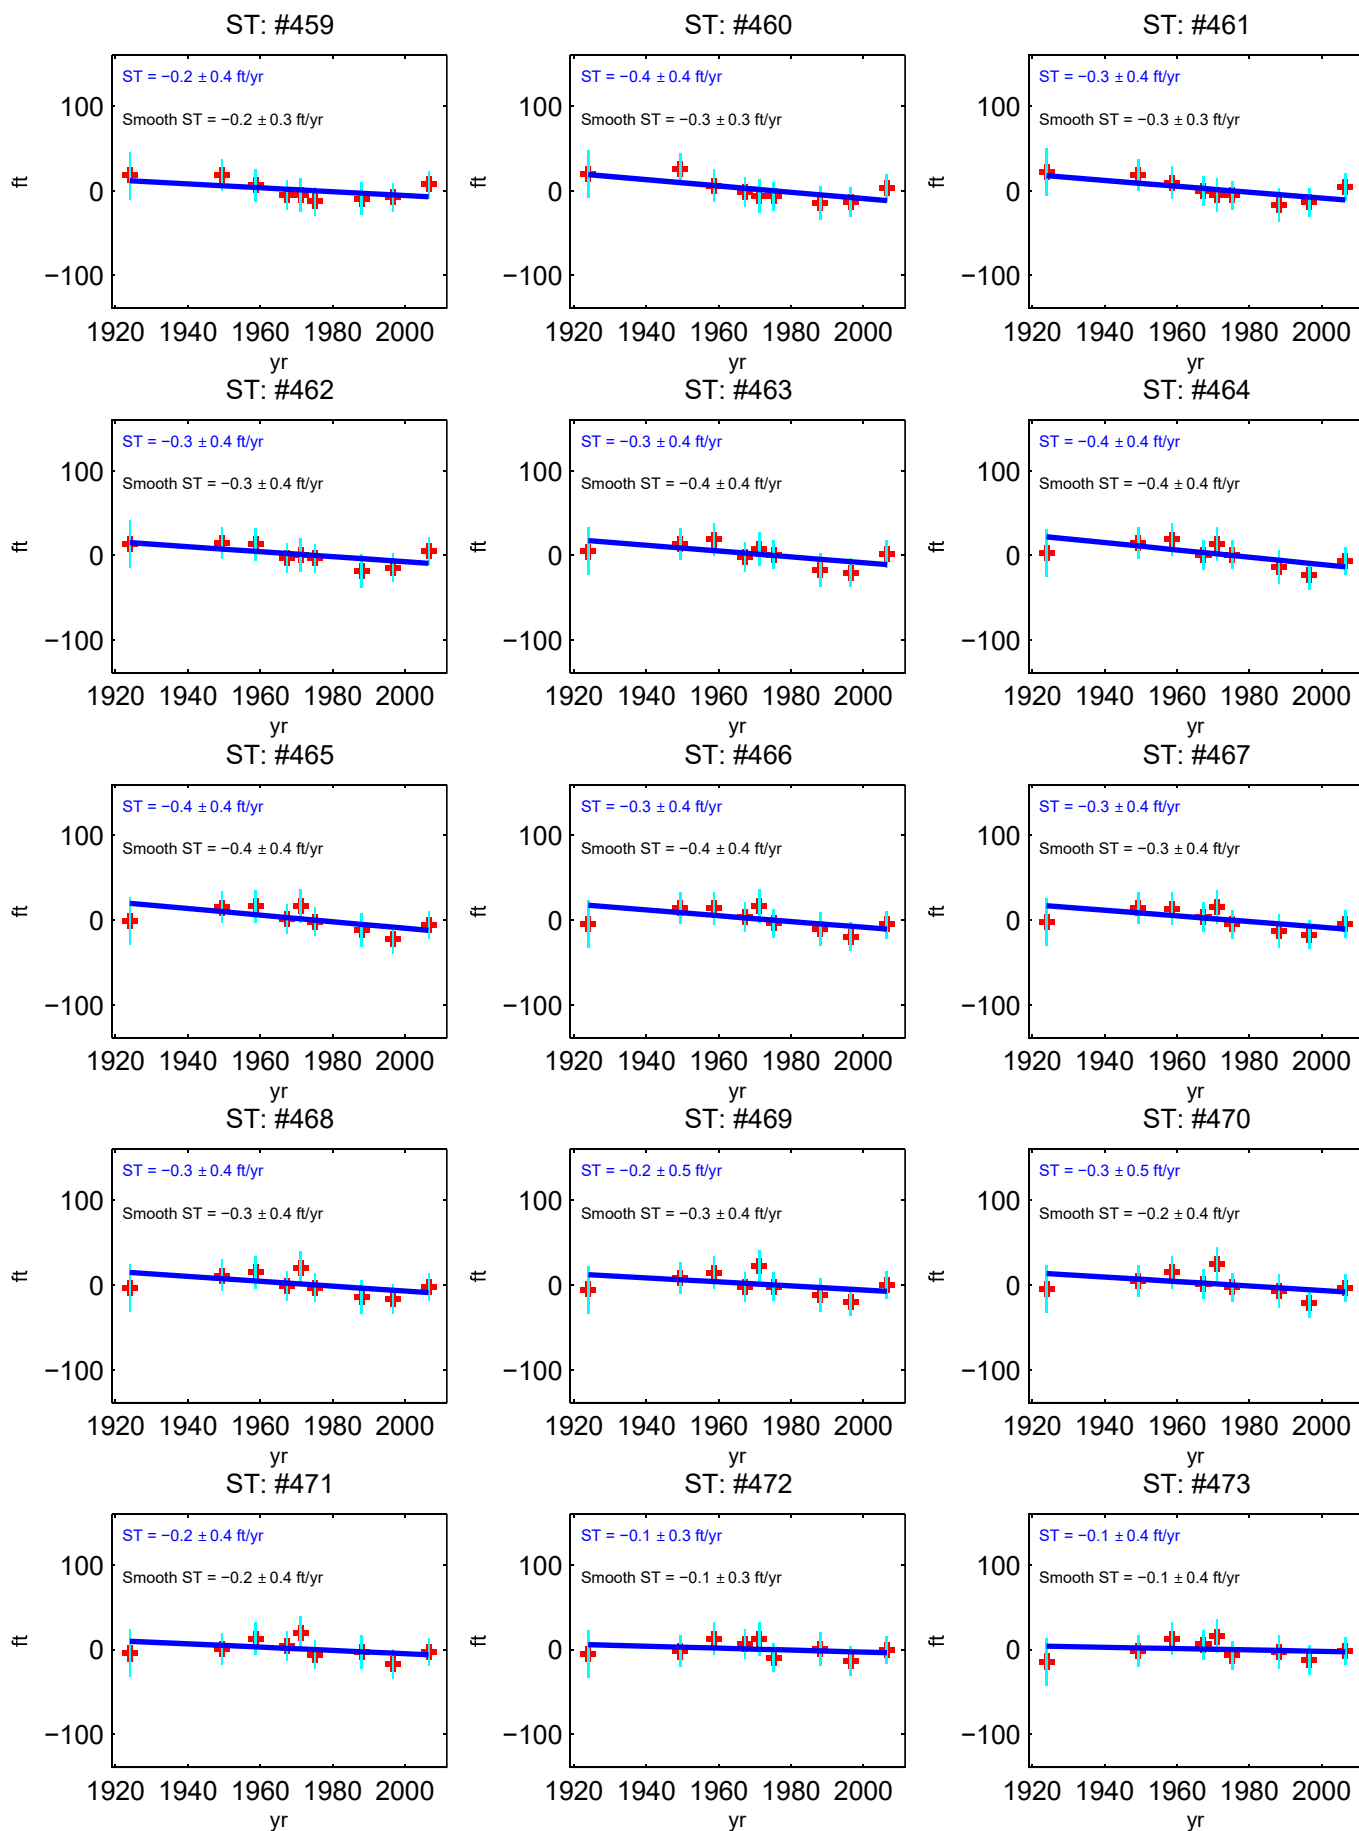 ST: #459
ST = −0.2 ± 0.4 ft/yr
Smooth ST = −0.2 ± 0.3 ft/yr
100
0
−100
ft
1920 1940 1960 1980 2000
yr
ST: #460
ST = −0.4 ± 0.4 ft/yr
Smooth ST = −0.3 ± 0.3 ft/yr
100
0
−100
ft
1920 1940 1960 1980 2000
yr
ST: #461
ST = −0.3 ± 0.4 ft/yr
Smooth ST = −0.3 ± 0.3 ft/yr
100
0
−100
ft
1920 1940 1960 1980 2000
yr
ST: #462
ST = −0.3 ± 0.4 ft/yr
Smooth ST = −0.3 ± 0.4 ft/yr
100
0
−100
ft
1920 1940 1960 1980 2000
yr
ST: #463
ST = −0.3 ± 0.4 ft/yr
Smooth ST = −0.4 ± 0.4 ft/yr
100
0
−100
ft
1920 1940 1960 1980 2000
yr
ST: #464
ST = −0.4 ± 0.4 ft/yr
Smooth ST = −0.4 ± 0.4 ft/yr
100
0
−100
ft
1920 1940 1960 1980 2000
yr
ST: #465
ST = −0.4 ± 0.4 ft/yr
Smooth ST = −0.4 ± 0.4 ft/yr
100
0
−100
ft
1920 1940 1960 1980 2000
yr
ST: #466
ST = −0.3 ± 0.4 ft/yr
Smooth ST = −0.4 ± 0.4 ft/yr
100
0
−100
ft
1920 1940 1960 1980 2000
yr
ST: #467
ST = −0.3 ± 0.4 ft/yr
Smooth ST = −0.3 ± 0.4 ft/yr
100
0
−100
ft
1920 1940 1960 1980 2000
yr
ST: #468
ST = −0.3 ± 0.4 ft/yr
Smooth ST = −0.3 ± 0.4 ft/yr
100
0
−100
ft
1920 1940 1960 1980 2000
yr
ST: #469
ST = −0.2 ± 0.5 ft/yr
Smooth ST = −0.3 ± 0.4 ft/yr
100
0
−100
ft
1920 1940 1960 1980 2000
yr
ST: #470
ST = −0.3 ± 0.5 ft/yr
Smooth ST = −0.2 ± 0.4 ft/yr
100
0
−100
ft
1920 1940 1960 1980 2000
yr
ST: #471
ST = −0.2 ± 0.4 ft/yr
Smooth ST = −0.2 ± 0.4 ft/yr
100
0
−100
ft
1920 1940 1960 1980 2000
yr
ST: #472
ST = −0.1 ± 0.3 ft/yr
Smooth ST = −0.1 ± 0.3 ft/yr
100
0
−100
ft
1920 1940 1960 1980 2000
yr
ST: #473
ST = −0.1 ± 0.4 ft/yr
Smooth ST = −0.1 ± 0.4 ft/yr
100
0
−100
ft
1920 1940 1960 1980 2000
yr